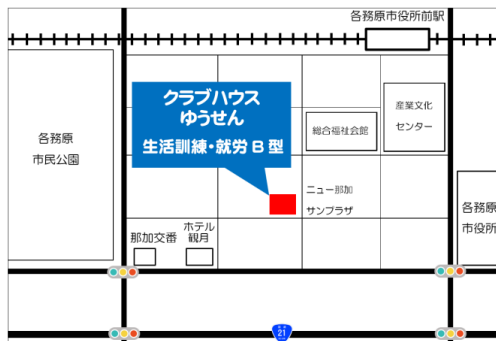 各務原市役所前駅
クラブハウス
ゆうせん
生活訓練・就労B型
産業文化
センター
総合福祉会館
各務原
市民公園
ニュー那加
サンプラザ
各務原
市役所
ホテル
観月
那加交番
21